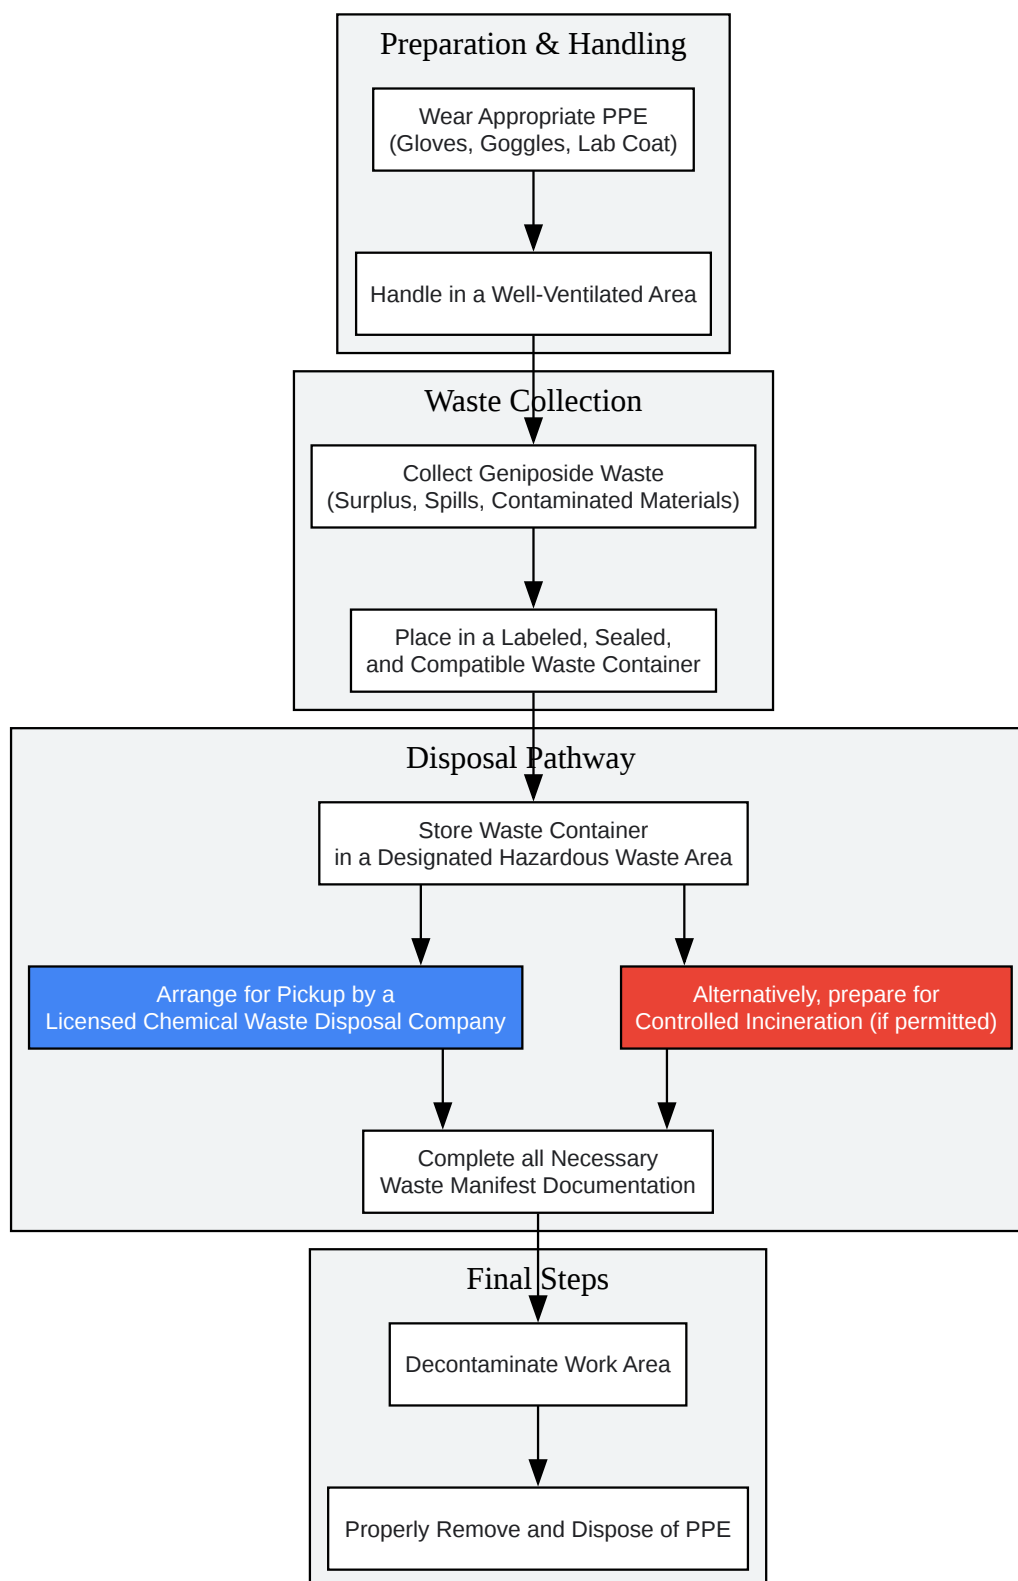 Preparation & Handling
Wear Appropriate PPE
(Gloves, Goggles, Lab Coat)
Handle in a Well-Ventilated Area
Waste Collection
Collect Geniposide Waste
(Surplus, Spills, Contaminated Materials)
Place in a Labeled, Sealed,
and Compatible Waste Container
Disposal Pathway
Store Waste Container
in a Designated Hazardous Waste Area
Arrange for Pickup by a
Licensed Chemical Waste Disposal Company
Alternatively, prepare for
Controlled Incineration (if permitted)
Complete all Necessary
Waste Manifest Documentation
Final Steps
Decontaminate Work Area
Properly Remove and Dispose of PPE